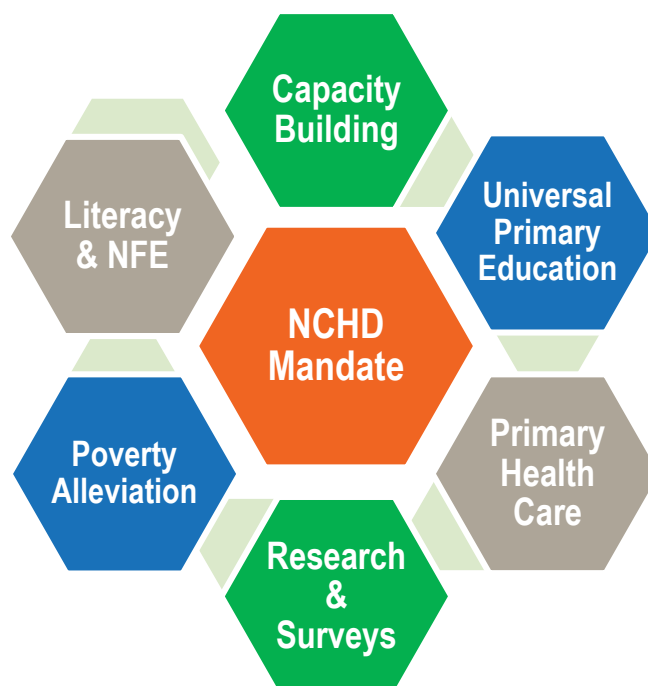 Capacity
Building
Universal
Primary
Education
Literacy
& NFE
NCHD
Mandate
Primary
Health
Care
Poverty
Alleviation
Research
&
Surveys